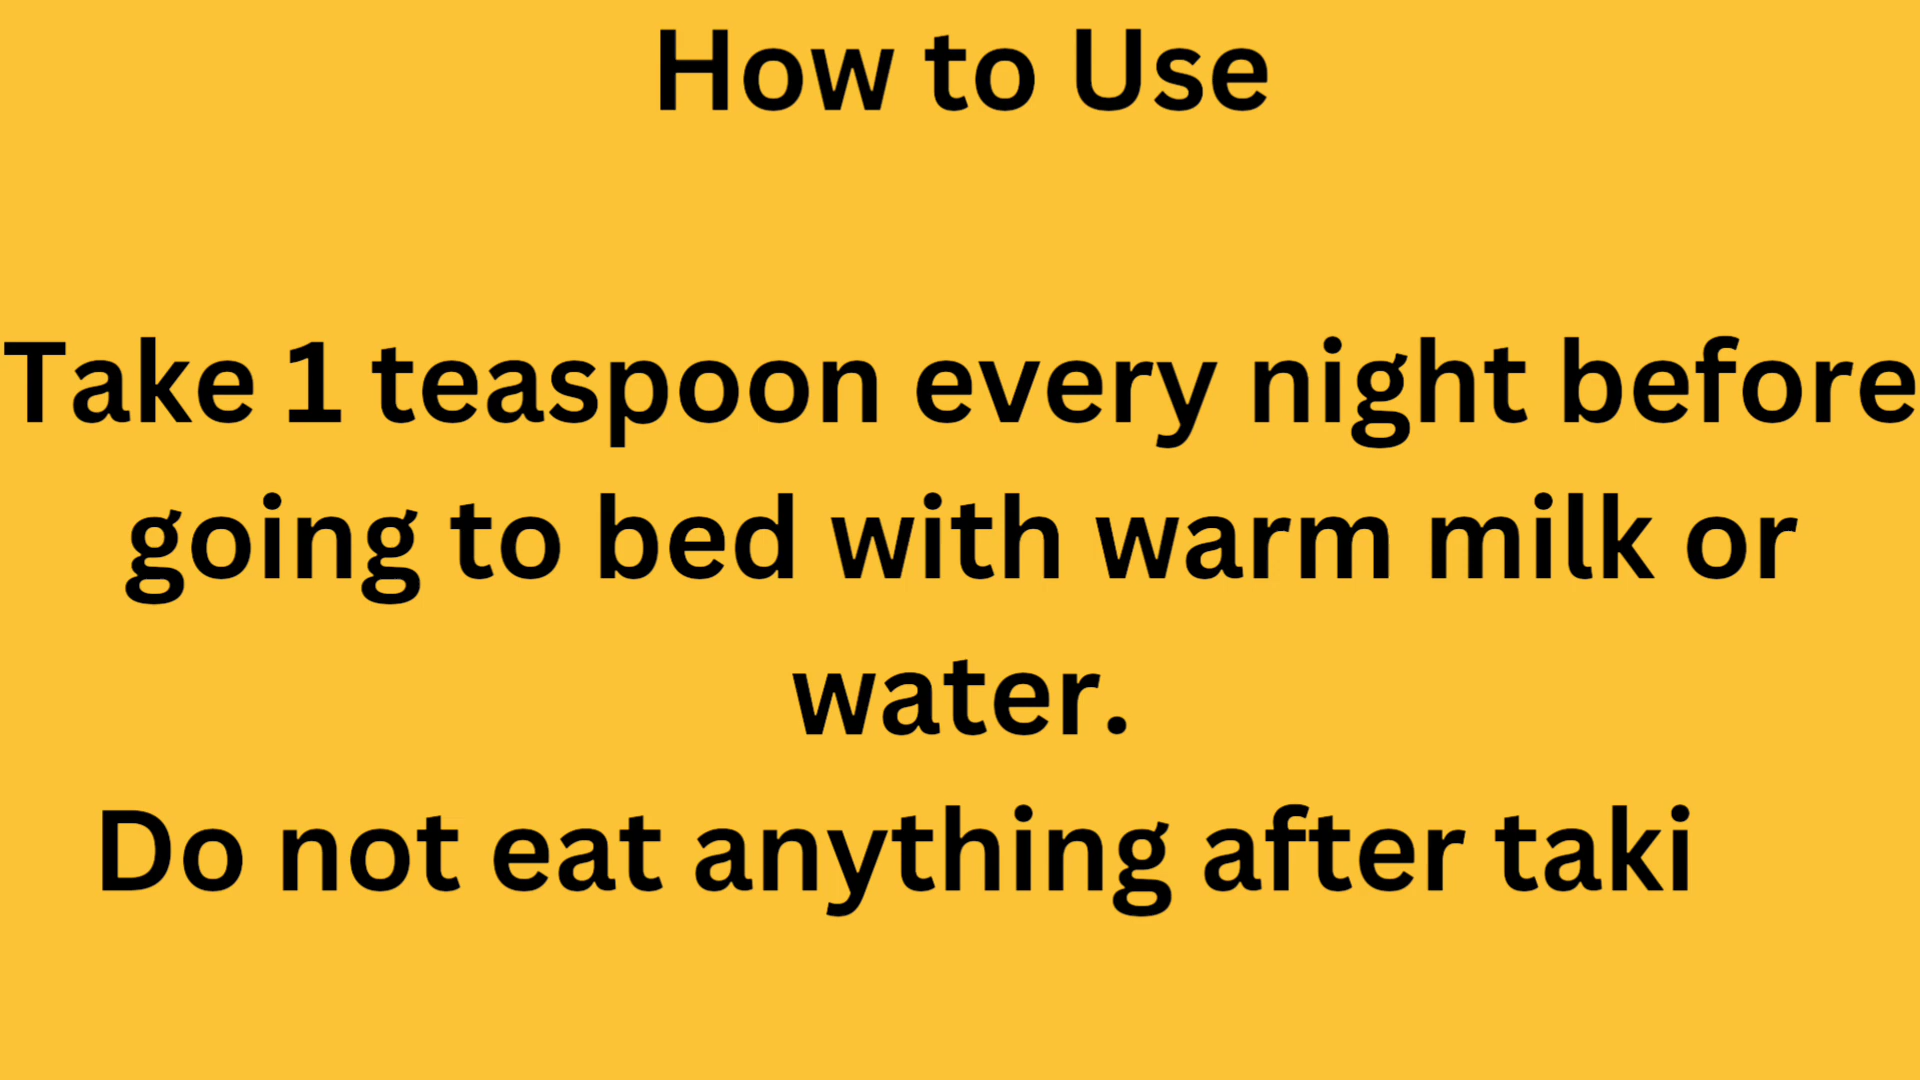 How to Use
Take 1 teaspoon every night before
going to bed with warm milk or
water.
Do not eat anything after taki